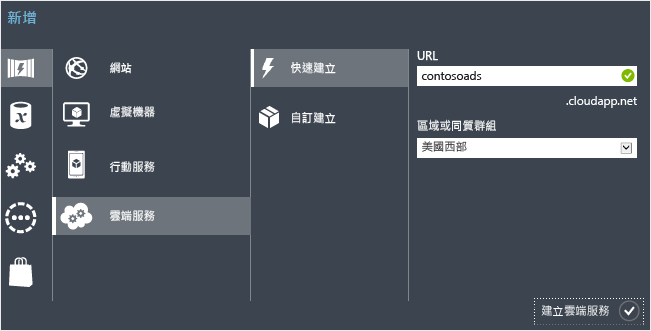 新增
網站
虛擬機器
行動服務
雲端服務
快速建立
自訂建立
URL
contosoads
.cloudapp.net
區域或同質群組
美國西部
建立雲端服務